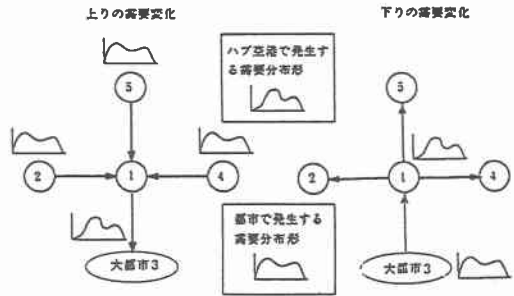 上りの需要変化
下りの需要変化
ハブ空港で発生す
る需要分布形
5
5
2
1
4
2
1
4
都市で発生する
需要分布形
大都市3
大都市3